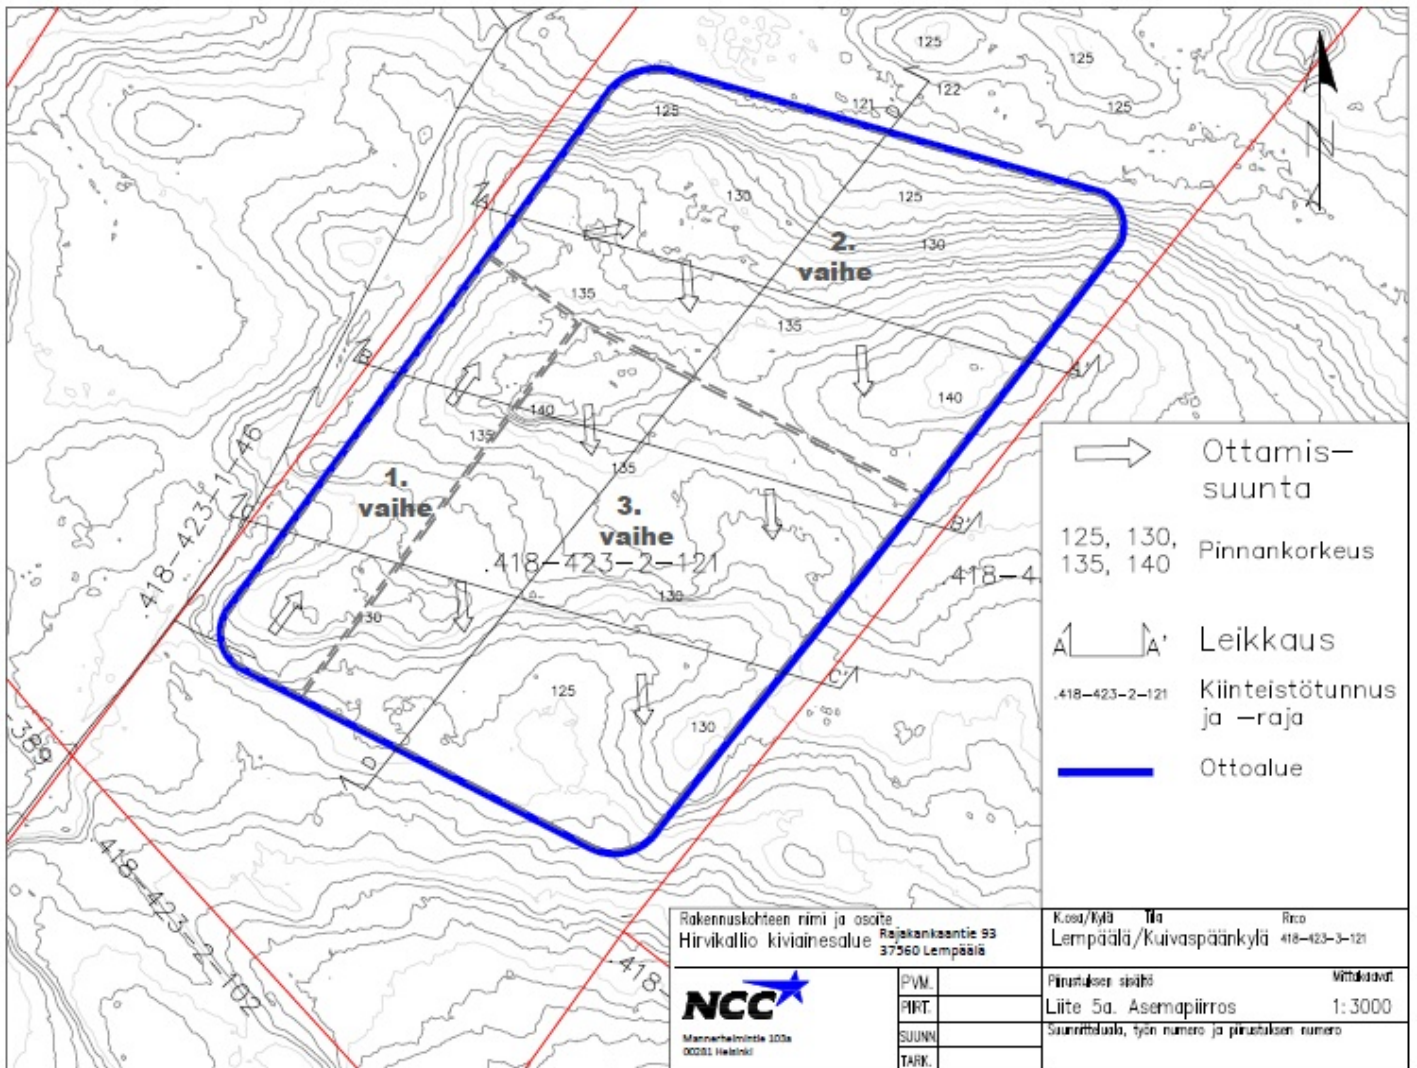 125
125
122
121
125
125
N
A
130
125
2.
vaihe
130
135
135
B
A'
140
140
135
135
1.
vaihe
3.
vaihe
C
B'
.418-423-1-46
.418-423-2-121
.418-4
130
130
C'
125
130
D
-389
.418-423-2-102
-418
Ottamis-
suunta
125, 130,
135, 140
Pinnankorkeus
A A'
Leikkaus
.418-423-2-121
Kiinteistötunnus
ja -raja
Ottoalue
Rakennuskohteen nimi ja osoite
Hirvikallio kiviainesalue
Rajakankaantie 93
37560 Lempäälä
K.osa/Kylä Tila
Lempäälä/Kuivaspäänkylä 418-423-3-121
NCC
Mannerheimintie 103a
00281 Helsinki
PVM.
PIIRT.
SUUNN.
TARK.
Piirustuksen sisältö
Mittakaavat
Liite 5a. Asemapiirros
1:3000
Suunnitteluala, työn numero ja piirustuksen numero